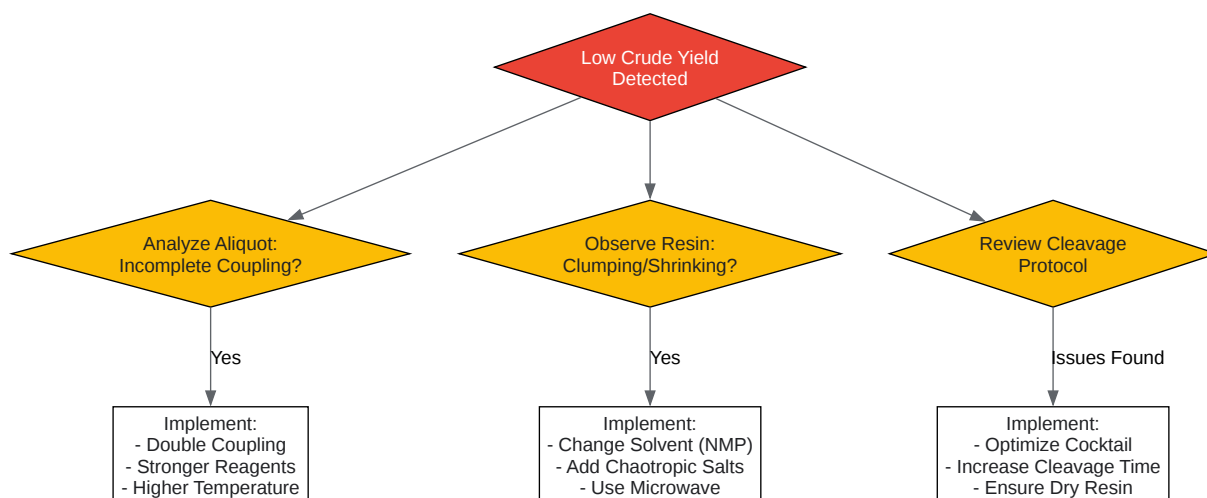 Low Crude Yield
Detected
Analyze Aliquot:
Incomplete Coupling?
Observe Resin:
Clumping/Shrinking?
Review Cleavage
Protocol
Yes
Yes
Issues Found
Implement:
- Double Coupling
- Stronger Reagents
- Higher Temperature
Implement:
- Change Solvent (NMP)
- Add Chaotropic Salts
- Use Microwave
Implement:
- Optimize Cocktail
- Increase Cleavage Time
- Ensure Dry Resin